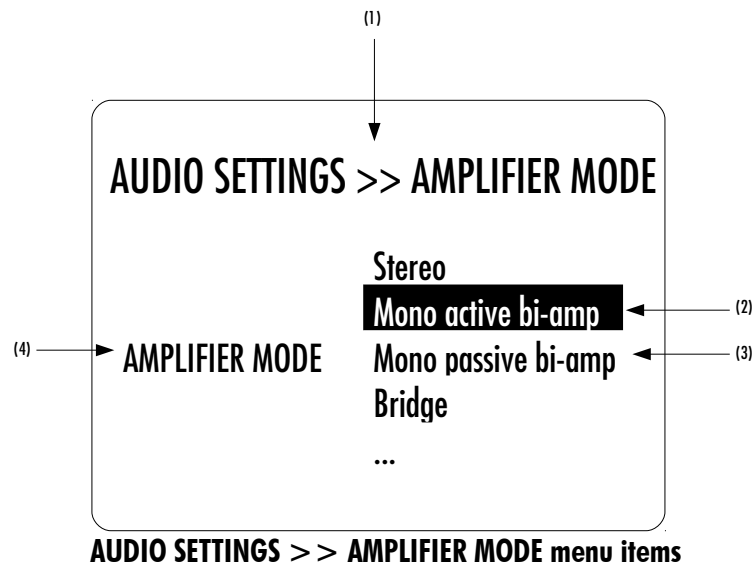 (1)
AUDIO SETTINGS >> AMPLIFIER MODE
Stereo
Mono active bi-amp
(2)
(4)
AMPLIFIER MODE
Mono passive bi-amp
(3)
Bridge
...
AUDIO SETTINGS >> AMPLIFIER MODE menu items